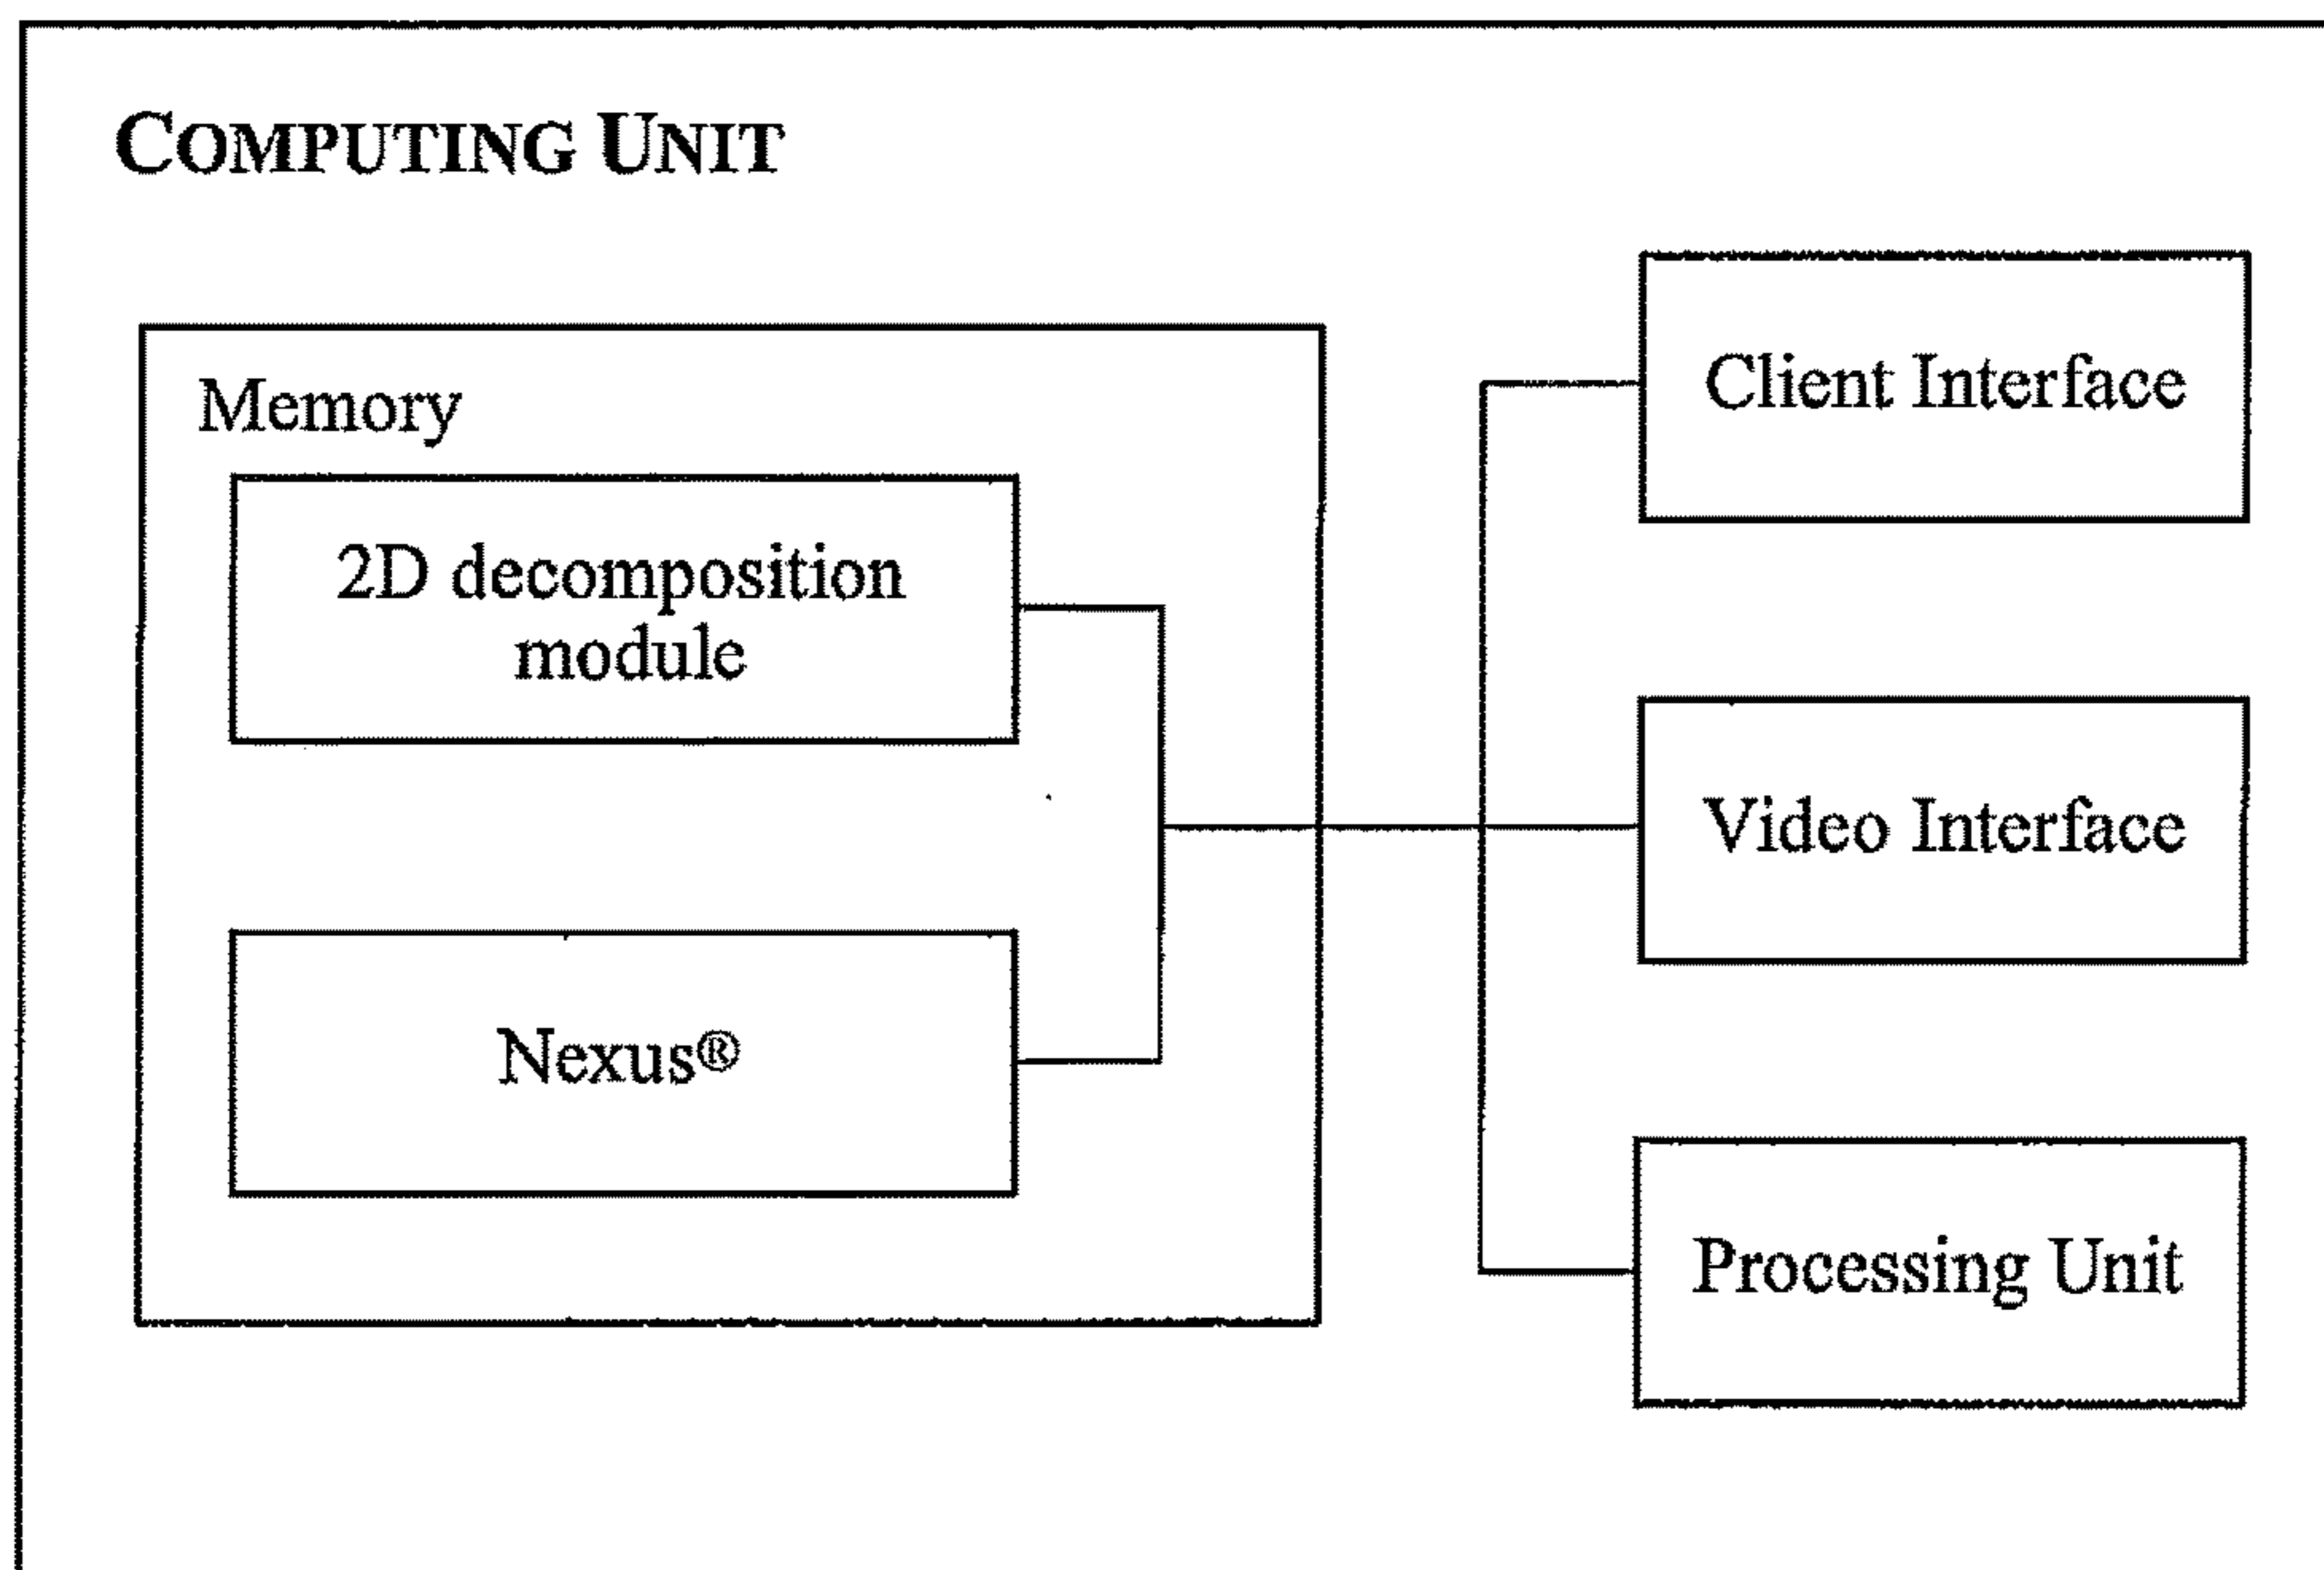 COMPUTING UNIT
Memory
2D decomposition
module
Nexus®
Client Interface
Video Interface
Processing Unit